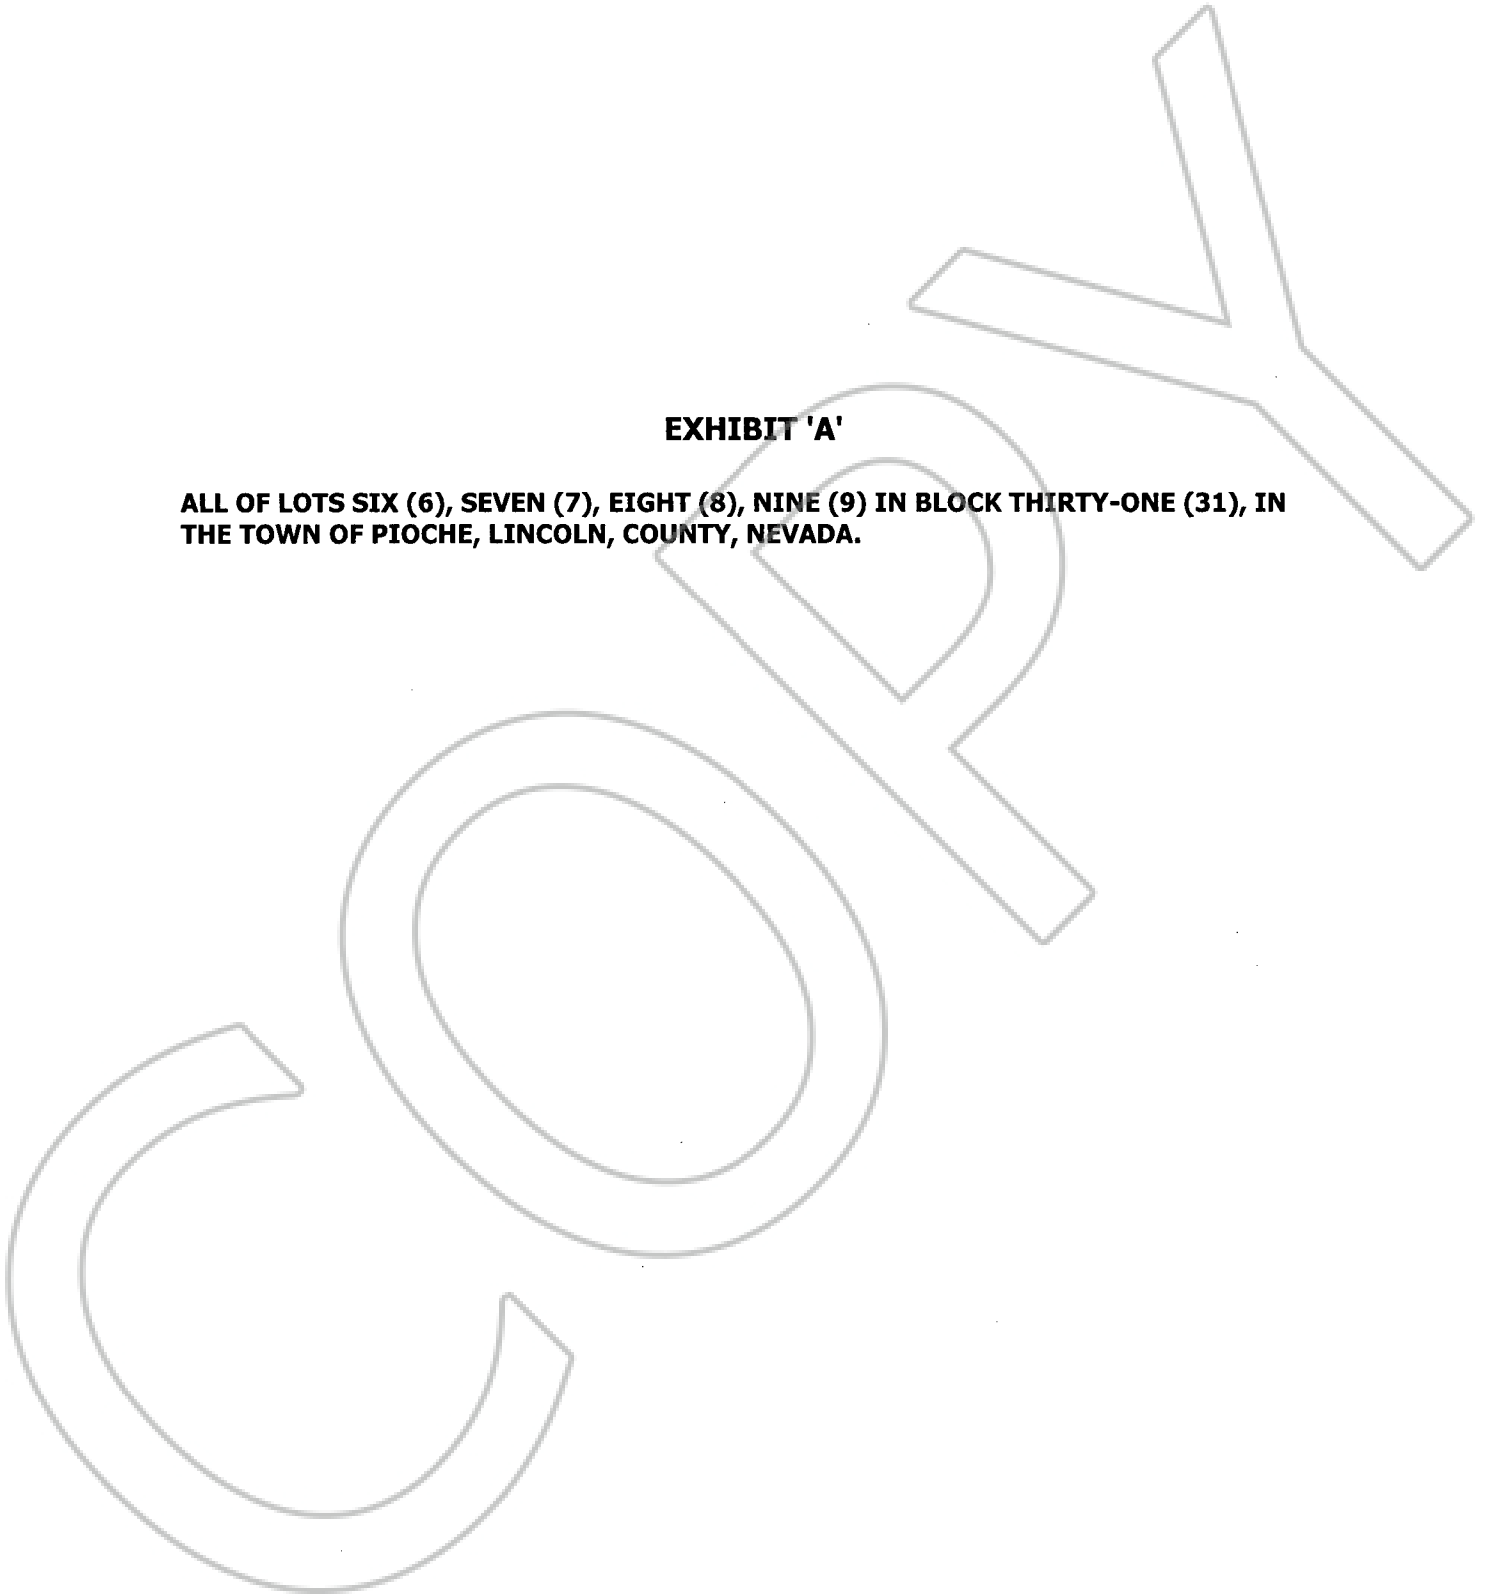 EXHIBIT 'A'
ALL OF LOTS SIX (6), SEVEN (7), EIGHT (8), NINE (9) IN BLOCK THIRTY-ONE (31), IN
THE TOWN OF PIOCHE, LINCOLN, COUNTY, NEVADA.
COPY